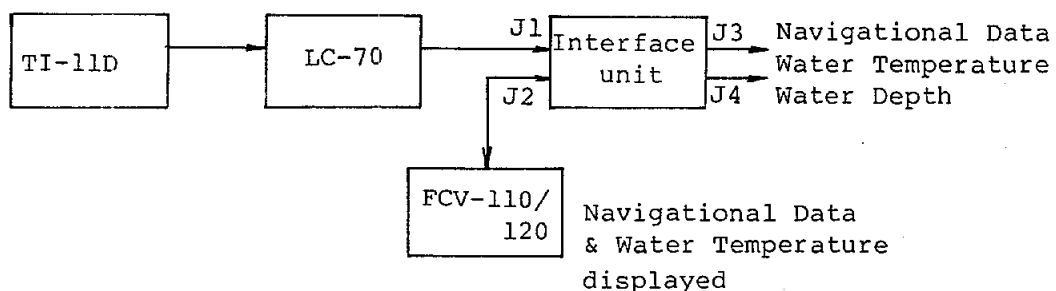 TI-11D
LC-70
J1
J2
Interface
unit
J3
J4
Navigational Data
Water Temperature
Water Depth
FCV-110/
120
Navigational Data
& Water Temperature
displayed